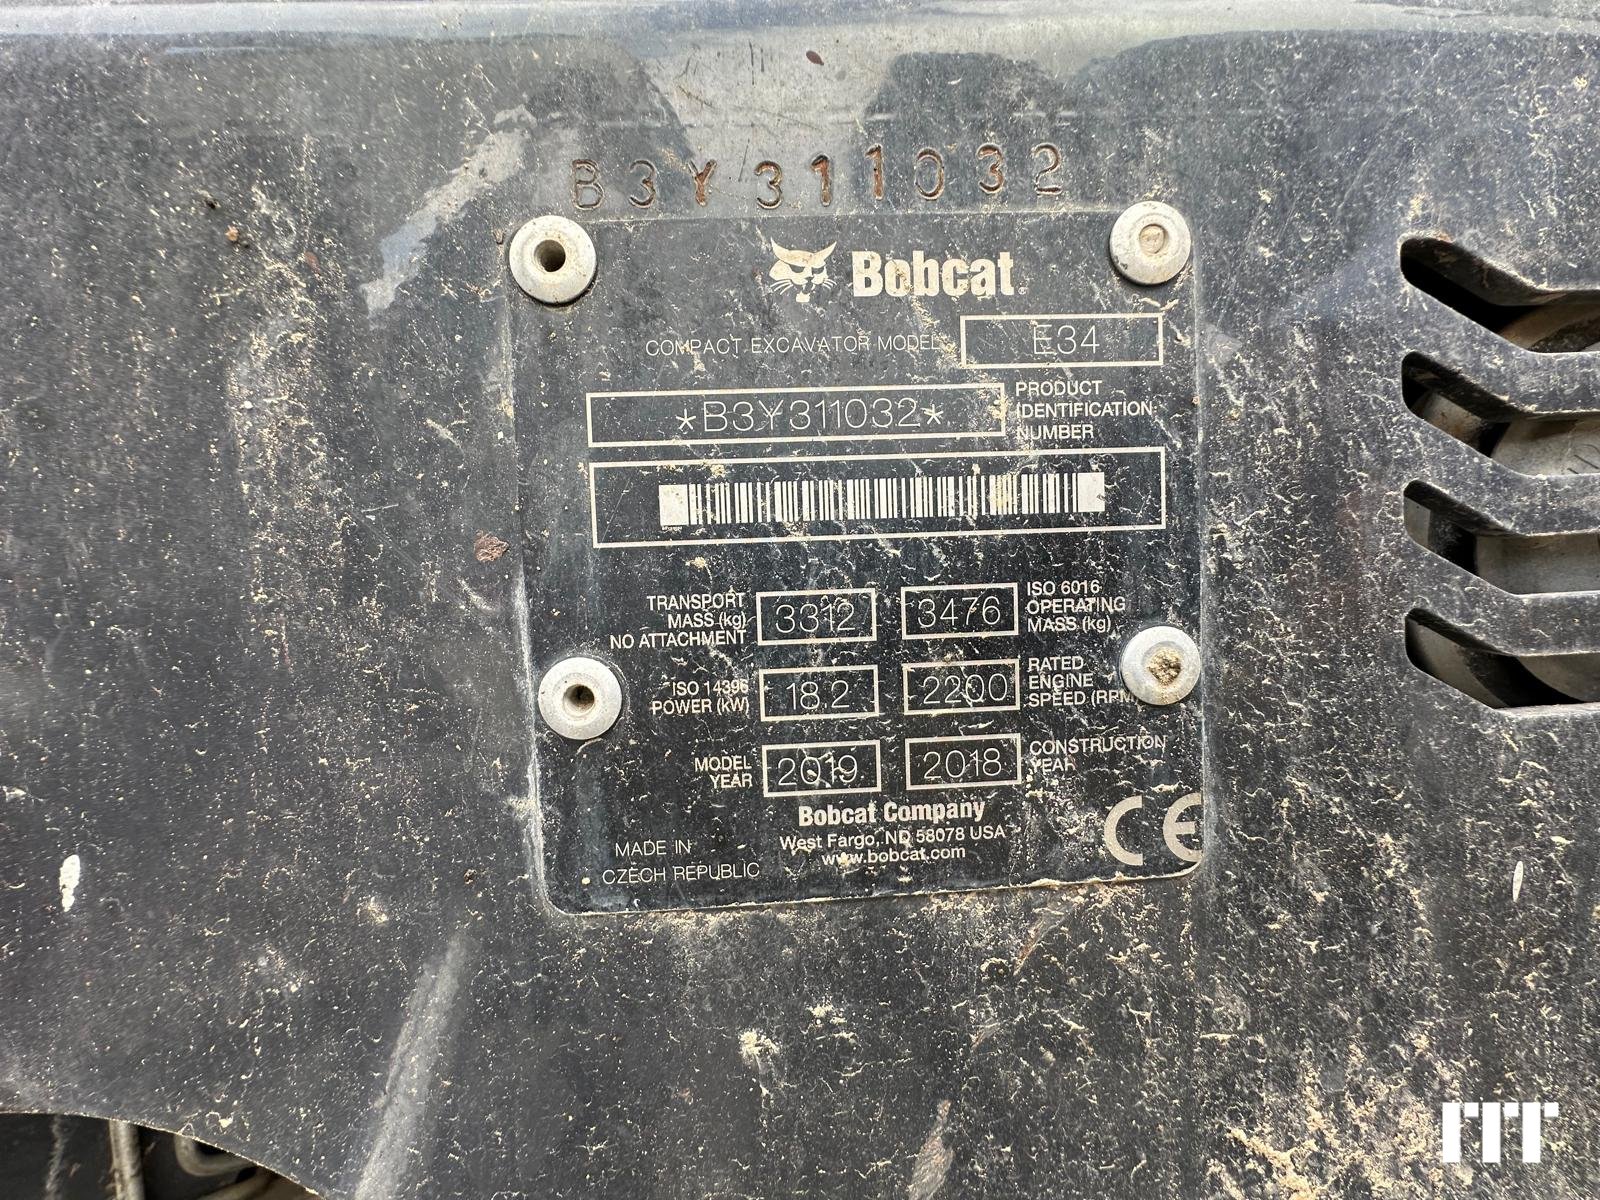 B3Y311032
Bobcat
COMPACT EXCAVATOR MODEL E34
*B3Y311032* PRODUCT
IDENTIFICATION
NUMBER
TRANSPORT
MASS (kg)
NO ATTACHMENT
3312
3476
ISO 6016
OPERATING
MASS (kg)
ISO 14396
POWER (kW)
18.2
2200
RATED
ENGINE
SPEED (RPM
MODEL
YEAR
2019
2018
CONSTRUCTION
YEAR
Bobcat Company
West Fargo, ND 58078 USA
www.bobcat.com
MADE IN
CZECH REPUBLIC
CE